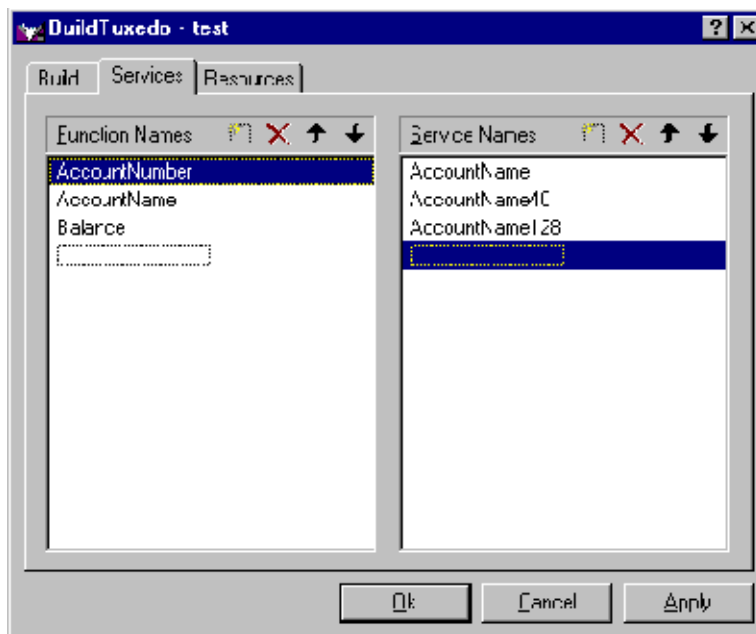 BuildTuxedo - test
Build Services Resources
Function Names
AccountNumber
AccountName
Balance
Service Names
AccountName
AccountName40
AccountName128
Ok Cancel Apply